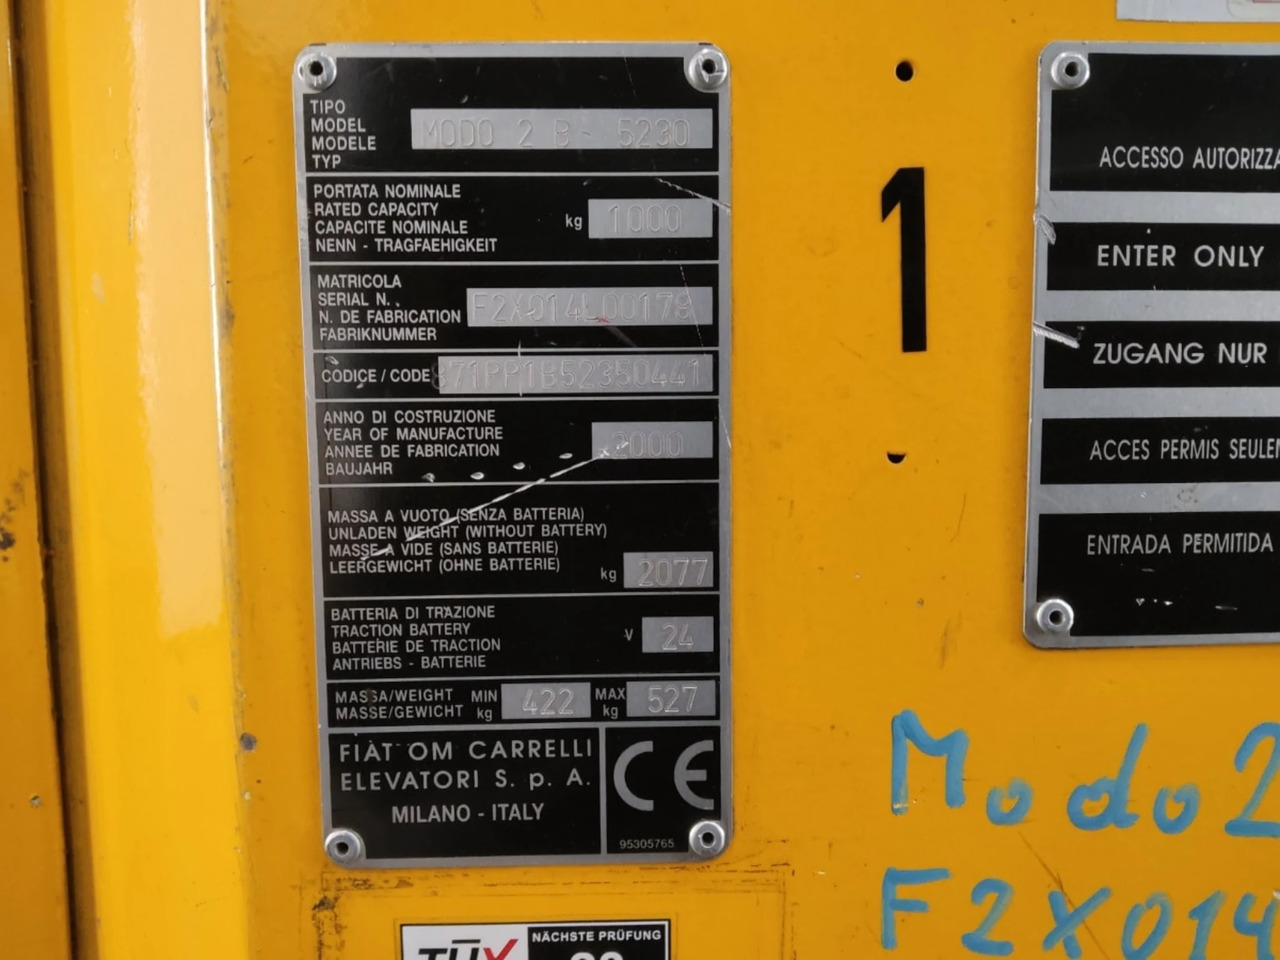 TIPO
MODEL
MODELE
TYP
MODO 2 B- 5230
PORTATA NOMINALE
RATED CAPACITY
CAPACITE NOMINALE
NENN - TRAGFAEHIGKEIT
kg 1000
MATRICOLA
SERIAL N.
N. DE FABRICATION
FABRIKNUMMER
F2X014L00178
CODICE / CODE 871PP1B52350441
ANNO DI COSTRUZIONE
YEAR OF MANUFACTURE
ANNEE DE FABRICATION
BAUJAHR
2000
MASSA A VUOTO (SENZA BATTERIA)
UNLADEN WEIGHT (WITHOUT BATTERY)
MASSE A VIDE (SANS BATTERIE)
LEERGEWICHT (OHNE BATTERIE)
kg 2077
BATTERIA DI TRAZIONE
TRACTION BATTERY
BATTERIE DE TRACTION
ANTRIEBS - BATTERIE
V 24
MASSA/WEIGHT
MASSE/GEWICHT
MIN kg 422
MAX kg 527
FIAT OM CARRELLI
ELEVATORI S. p. A.
MILANO - ITALY
CE
95305765
1
ACCESSO AUTORIZZA
ENTER ONLY
ZUGANG NUR
ACCES PERMIS SEULEM
ENTRADA PERMITIDA
Modo 2
F2X014
TÜV
NÄCHSTE PRÜFUNG